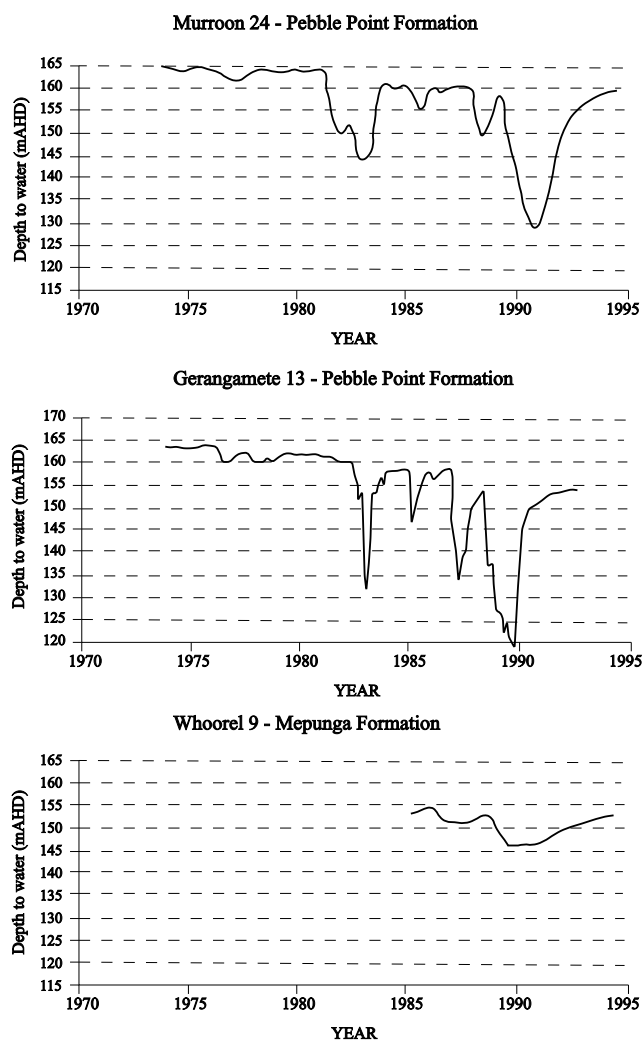 Murroon 24 - Pebble Point Formation
Depth to water (mAHD)
165
160
155
150
145
140
135
130
125
120
115
1970 1975 1980 1985 1990 1995
YEAR
Gerangamete 13 - Pebble Point Formation
Depth to water (mAHD)
170
165
160
155
150
145
140
135
130
125
120
1970 1975 1980 1985 1990 1995
YEAR
Whoorel 9 - Mepunga Formation
Depth to water (mAHD)
165
160
155
150
145
140
135
130
125
120
115
1970 1975 1980 1985 1990 1995
YEAR